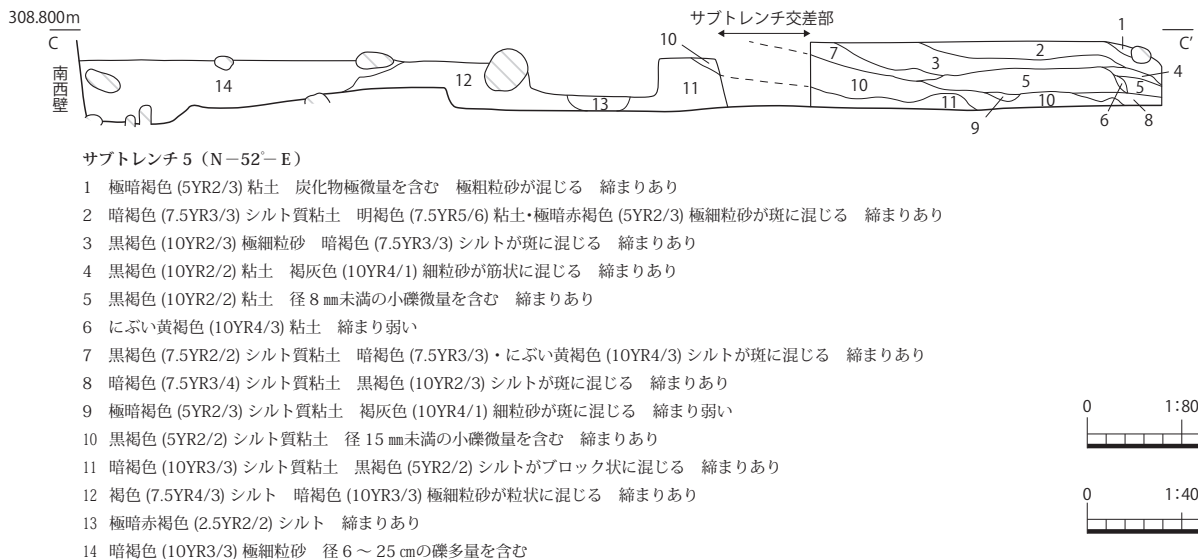 308.800m
サブトレンチ交差部
C
C′
南西壁
14
12
13
10
11
7
10
3
2
5
11
9
10
1
4
5
6
8
サブトレンチ 5（N－52°－E）
1 極暗褐色 (5YR2/3) 粘土　炭化物極微量を含む　極粗粒砂が混じる　締まりあり
2 暗褐色 (7.5YR3/3) シルト質粘土　明褐色 (7.5YR5/6) 粘土・極暗赤褐色 (5YR2/3) 極細粒砂が斑に混じる　締まりあり
3 黒褐色 (10YR2/3) 極細粒砂　暗褐色 (7.5YR3/3) シルトが斑に混じる　締まりあり
4 黒褐色 (10YR2/2) 粘土　褐灰色 (10YR4/1) 細粒砂が筋状に混じる　締まりあり
5 黒褐色 (10YR2/2) 粘土　径 8 ㎜未満の小礫微量を含む　締まりあり
6 にぶい黄褐色 (10YR4/3) 粘土　締まり弱い
7 黒褐色 (7.5YR2/2) シルト質粘土　暗褐色 (7.5YR3/3)・にぶい黄褐色 (10YR4/3) シルトが斑に混じる　締まりあり
8 暗褐色 (7.5YR3/4) シルト質粘土　黒褐色 (10YR2/3) シルトが斑に混じる　締まりあり
9 極暗褐色 (5YR2/3) シルト質粘土　褐灰色 (10YR4/1) 細粒砂が斑に混じる　締まり弱い
10 黒褐色 (5YR2/2) シルト質粘土　径 15 ㎜未満の小礫微量を含む　締まりあり
11 暗褐色 (10YR3/3) シルト質粘土　黒褐色 (5YR2/2) シルトがブロック状に混じる　締まりあり
12 褐色 (7.5YR4/3) シルト　暗褐色 (10YR3/3) 極細粒砂が粒状に混じる　締まりあり
13 極暗赤褐色 (2.5YR2/2) シルト　締まりあり
14 暗褐色 (10YR3/3) 極細粒砂　径 6 ～ 25 ㎝の礫多量を含む
0 1:80
0 1:40